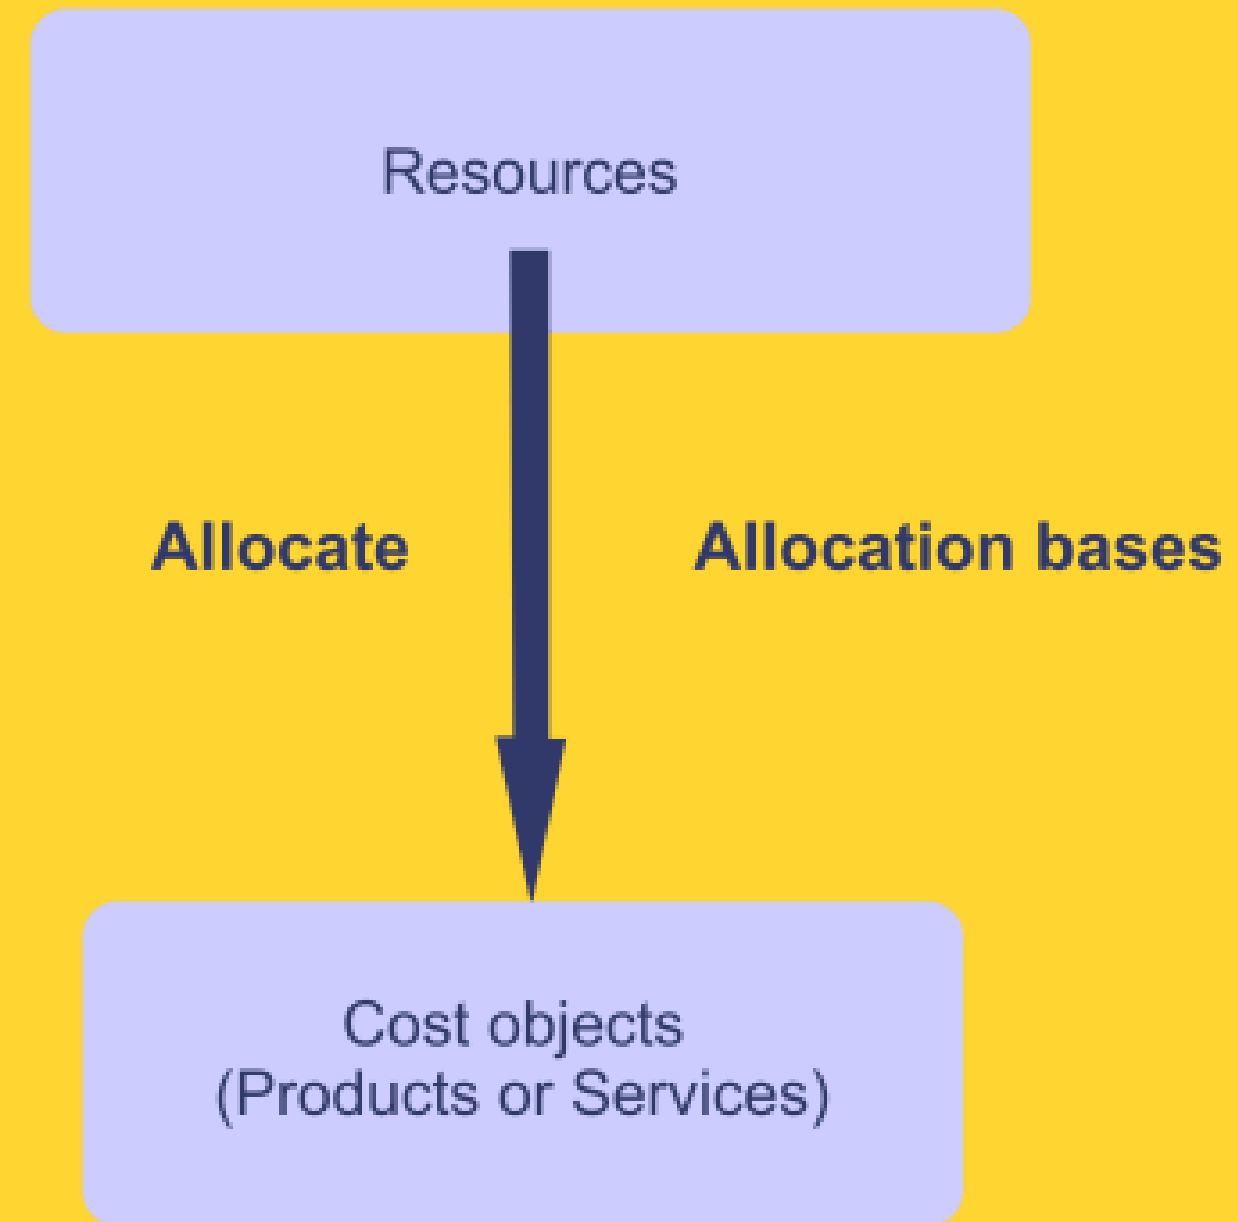 Resources
Allocate
Allocation bases
Cost objects
(Products or Services)